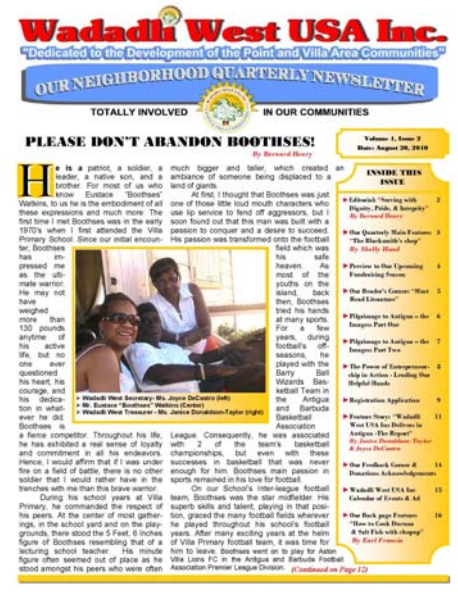 Wadadli West USA Inc.
"Dedicated to the Development of the Point and Villa Area Communities"
OUR NEIGHBORHOOD QUARTERLY NEWSLETTER
TOTALLY INVOLVED IN OUR COMMUNITIES
PLEASE DON'T ABANDON BOOTHSES!
By Bernard Henry
He is a patriot, a soldier, a
leader, a native son, and a
brother. For most of us who
know Eustace "Boothses"
Watkins, to us he is the embodiment of all
these expressions and much more. The
first time I met Boothses was in the early
1970's when I first attended the Villa
Primary School. Since our initial encoun-
ter, Boothses
has im-
pressed me
as the ulti-
mate warrior.
He may not
have
weighed
more than
130 pounds
anytime of
his active
life, but no
one ever
questioned
his heart, his
courage, and
his dedica-
tion in what-
ever he did.
Boothses is
a fierce competitor. Throughout his life,
he has exhibited a real sense of loyalty
and commitment in all his endeavors.
Hence, I would affirm that if I was under
fire on a field of battle, there is no other
soldier that I would rather have in the
trenches with me than this brave warrior.
During his school years at Villa
Primary, he commanded the respect of
his peers. At the center of most gather-
ings, in the school yard and on the play-
grounds, there stood the 5 Feet, 6 Inches
figure of Boothses resembling that of a
lecturing school teacher. His minute
figure often seemed out of place as he
stood amongst his peers who were often
much bigger and taller, which created an
ambiance of someone being displaced to a
land of giants.
At first, I thought that Boothses was just
one of those little loud mouth characters who
use lip service to fend off aggressors, but I
soon found out that this man was built with a
passion to conquer and a desire to succeed.
His passion was transformed onto the football
field which was
his safe
heaven. As
most of the
youths on the
island, back
then, Boothses
tried his hands
at many sports.
For a few
years, during
football's off-
seasons, he
played with the
Barry Ball
Wizards Bas-
ketball Team in
the Antigua
and Barbuda
Basketball
Association
League. Consequently, he was associated
with 2 of the team's basketball
championships, but even with these
successes in basketball that was never
enough for him. Boothses main passion in
sports remained in his love for football.
On our School's Inter-league football
team, Boothses was the star midfielder. His
superb skills and talent, playing in that posi-
tion, graced the many football fields wherever
he played throughout his school's football
years. After many exciting years at the helm
of Villa Primary football team, it was time for
him to leave. Boothses went on to play for Aston
Villa Lions FC in the Antigua & Barbuda Football
Association Premier League Division. (Continued on Page 12)
> Wadadli West Secretary- Ms. Joyce DeCastro (left)
> Mr. Eustace "Boothses" Watkins (Center)
> Wadadli West Treasurer - Ms. Janice Donaldson-Taylor (right)
Volume 1, Issue 2
Date: August 20, 2010
INSIDE THIS
ISSUE
Editorial: "Serving with 2
Dignity, Pride, & Integrity"
By Bernard Henry
Our Quarterly Main Feature: 3
"The Blacksmith's shop"
By Shelly Hood
Preview to Our Upcoming 4
Fundraising Season
Our Reader's Corner: "Must 5
Read Literature"
Pilgrimage to Antigua – the 6
Images: Part One
Pilgrimage to Antigua – the 7
Images: Part Two
The Power of Entrepreneur- 8
ship in Action - Lending Our
Helpful Hands
Registration Application 9
Feature Story: "Wadadli 11
West USA Inc Delivers in
Antigua -The Report"
By Janice Donaldson- Taylor
& Joyce DeCastro
Our Feedback Corner & 14
Donations Acknowledgements
Wadadli West USA Inc 15
Calendar of Events & Ad
Our Back page Feature: 16
"How to Cook Ducana
& Salt Fish with chopup"
By Earl Francis